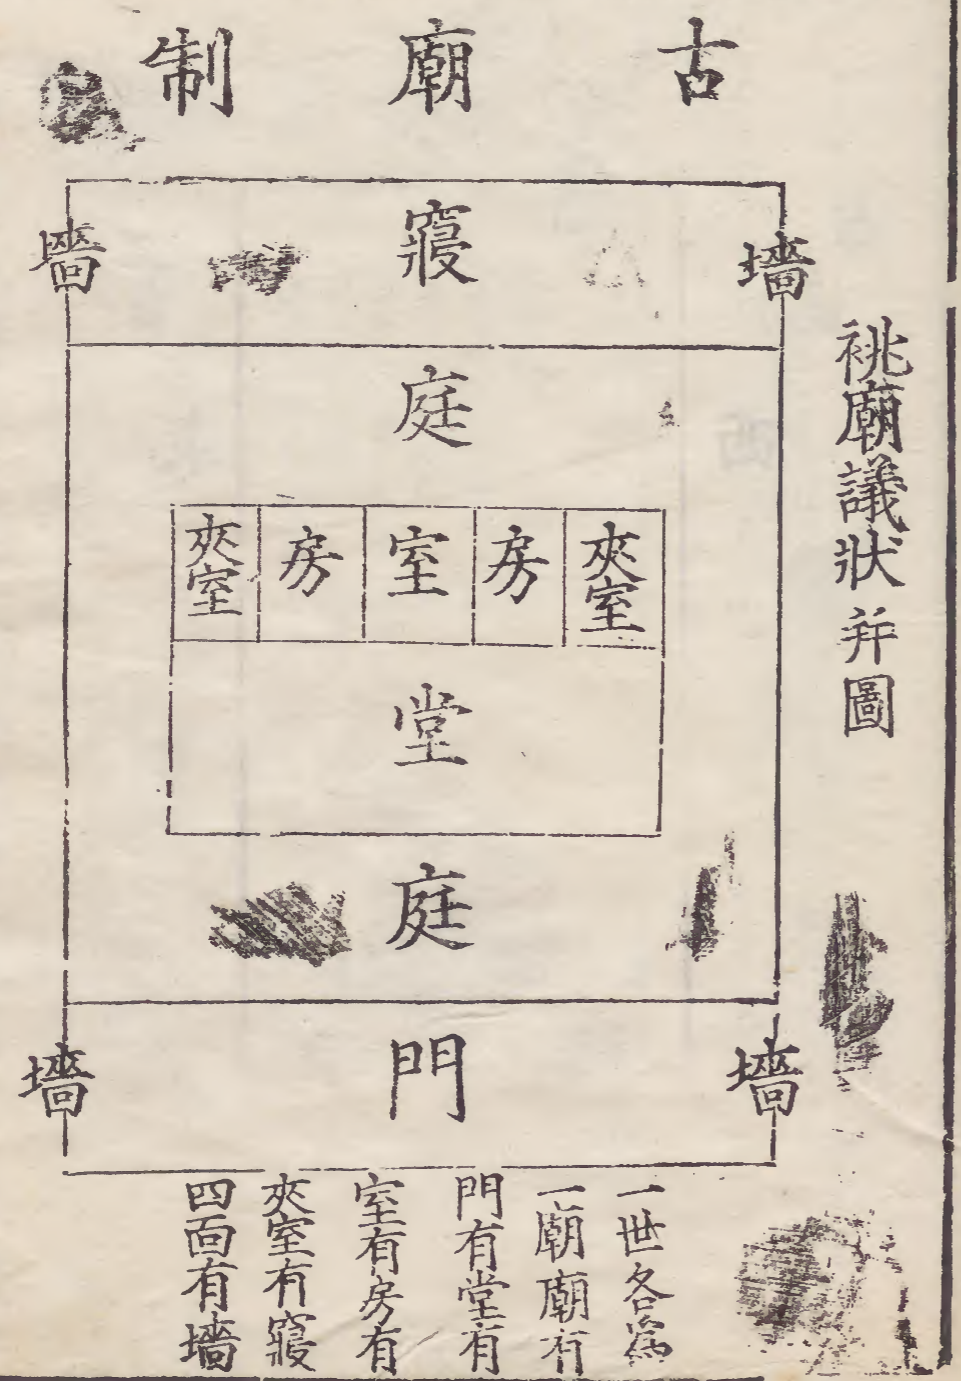 祧廟議狀并圖
古廟制
墻寢墻
庭
夾室房室房夾室
堂
庭
墻門墻
一世各為
一廟廟有
門有堂有
室有房有
夾室有寢
四面有墻